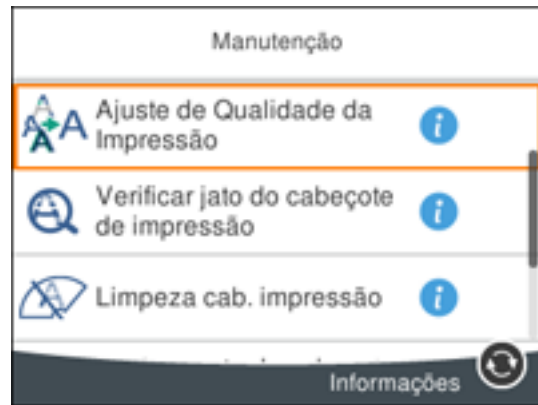 Manutenção
Ajuste de Qualidade da
Impressão
Verificar jato do cabeçote
de impressão
Limpeza cab. impressão
Informações